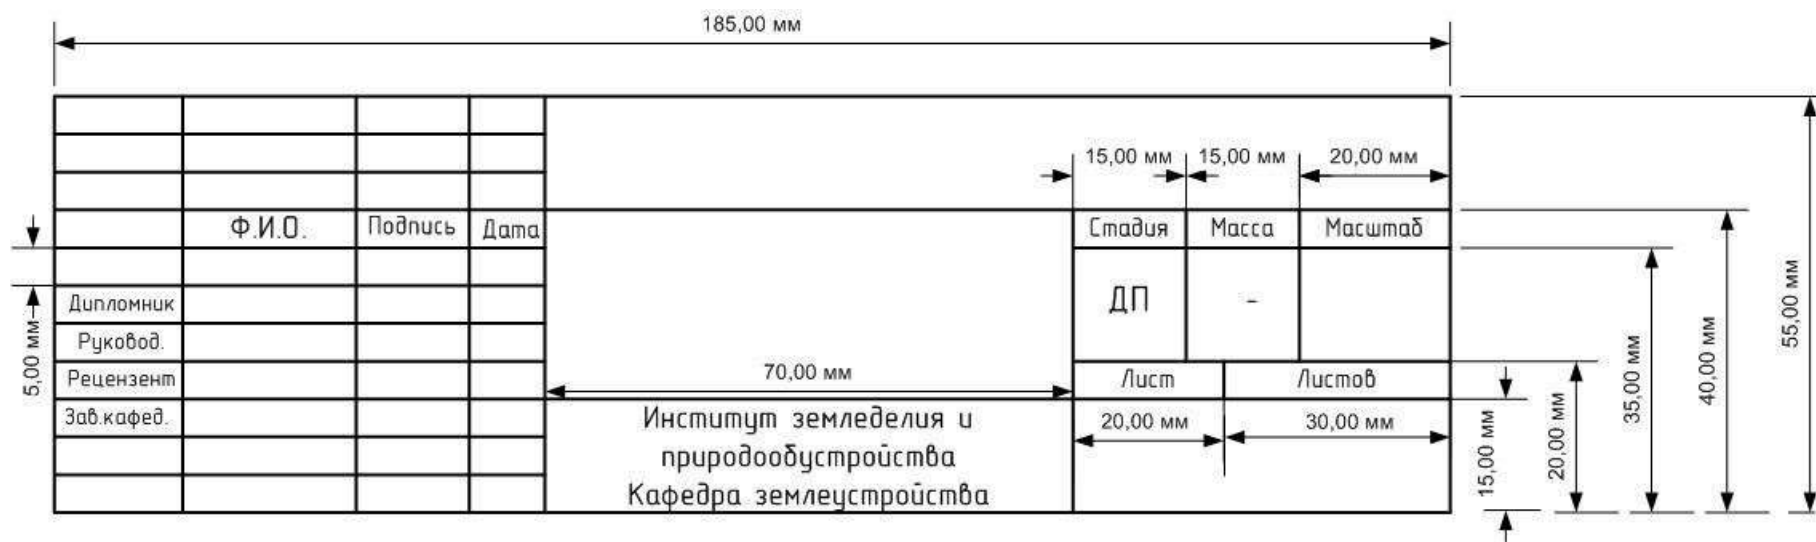 185,00 мм
15,00 мм 15,00 мм 20,00 мм
Ф.И.О. Подпись Дата Стадия Масса Масштаб
Дипломник ДП -
Руковод.
Рецензент 70,00 мм Лист Листов
Зав.кафед. Институт земледелия и 20,00 мм 30,00 мм
природообустройства
Кафедра землеустройства
5,00 мм
15,00 мм
20,00 мм
35,00 мм
40,00 мм
55,00 мм